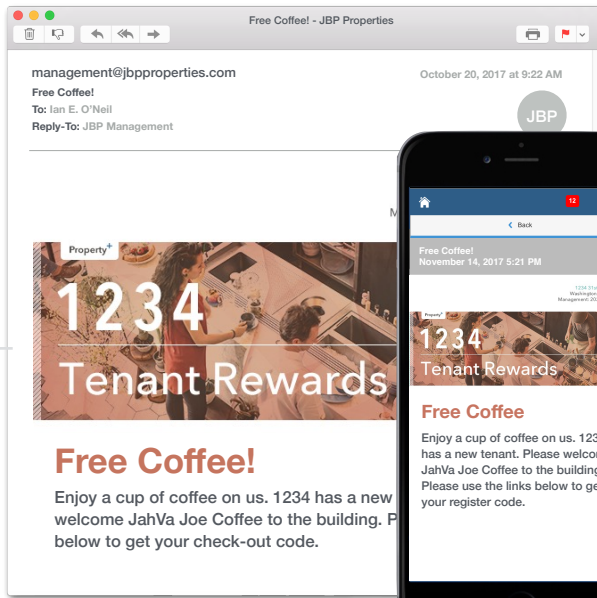 Free Coffee! - JBP Properties
management@jbpproperties.com
October 20, 2017 at 9:22 AM
Free Coffee!
To: Ian E. O'Neil
Reply-To: JBP Management
JBP
M
Property+
1234
Tenant Rewards
Free Coffee!
Enjoy a cup of coffee on us. 1234 has a new
welcome JahVa Joe Coffee to the building. P
below to get your check-out code.
12
Back
Free Coffee!
November 14, 2017 5:21 PM
1234 
Washington
Management: 20
Property+
1234
Tenant Rewards
Free Coffee
Enjoy a cup of coffee on us. 123
has a new tenant. Please welco
JahVa Joe Coffee to the building
Please use the links below to ge
your register code.